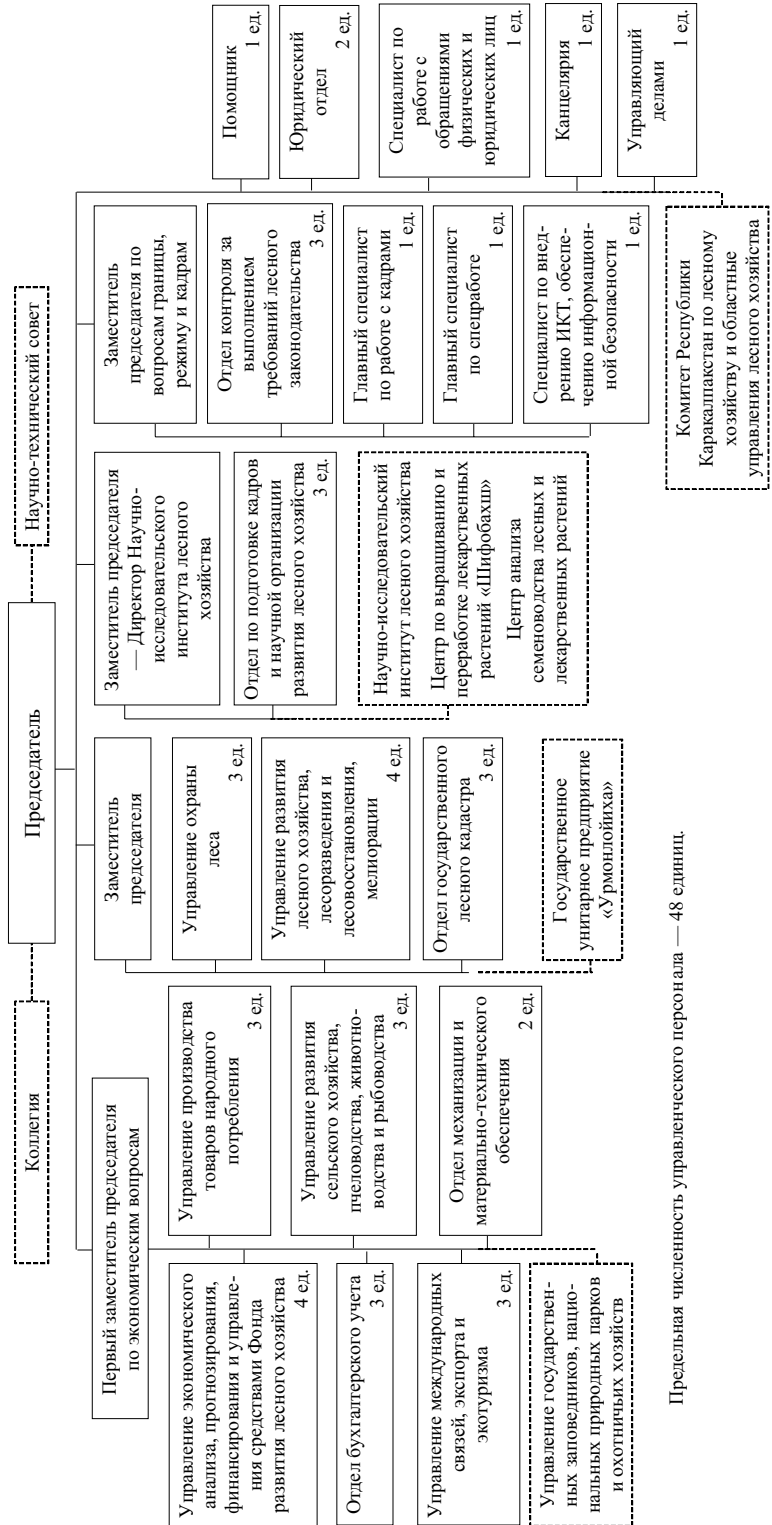 Коллегия
Председатель
Научно-технический совет
Первый заместитель председателя
по экономическим вопросам
Управление экономического
анализа, прогнозирования,
финансирования и управле-
ния средствами Фонда
развития лесного хозяйства
4 ед.
Отдел бухгалтерского учета
3 ед.
Управление международных
связей, экспорта и
экотуризма
3 ед.
Управление государствен-
ных заповедников, нацио-
нальных природных парков
и охотничьих хозяйств
Управление производства
товаров народного
потребления
3 ед.
Управление развития
сельского хозяйства,
пчеловодства, животно-
водства и рыбоводства
3 ед.
Отдел механизации и
материально-технического
обеспечения
2 ед.
Заместитель
председателя
Управление охраны
леса
3 ед.
Управление развития
лесного хозяйства,
лесоразведения и
лесовосстановления,
мелиорации
4 ед.
Отдел государственного
лесного кадастра
3 ед.
Государственное
унитарное предприятие
«Урмонлойиха»
Заместитель председателя
— Директор Научно-
исследовательского
института лесного
хозяйства
Отдел по подготовке кадров
и научной организации
развития лесного хозяйства
3 ед.
Научно-исследовательский
институт лесного хозяйства
Центр по выращиванию и
переработке лекарственных
растений «Шифобахш»
Центр анализа
семеноводства лесных и
лекарственных растений
Заместитель
председателя по
вопросам границы,
режиму и кадрам
Отдел контроля за
выполнением
требований лесного
законодательства
3 ед.
Главный специалист
по работе с кадрами
1 ед.
Главный специалист
по спецработе
1 ед.
Специалист по внед-
рению ИКТ, обеспе-
чению информацион-
ной безопасности
1 ед.
Помощник
1 ед.
Юридический
отдел
2 ед.
Специалист по
работе с
обращениями
физических и
юридических лиц
1 ед.
Канцелярия
1 ед.
Управляющий
делами
1 ед.
Комитет Республики
Каракалпакстан по лесному
хозяйству и областные
управления лесного хозяйства
Предельная численность управленческого персонала — 48 единиц.